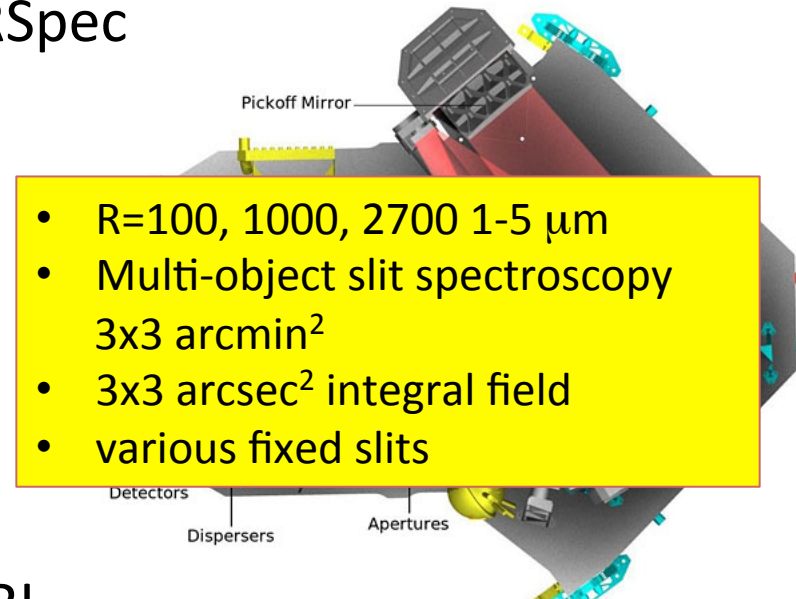 RSpec
Pickoff Mirror
• R=100, 1000, 2700 1-5 μm
• Multi-object slit spectroscopy
3x3 arcmin²
• 3x3 arcsec² integral field
• various fixed slits
Detectors
Dispersers
Apertures